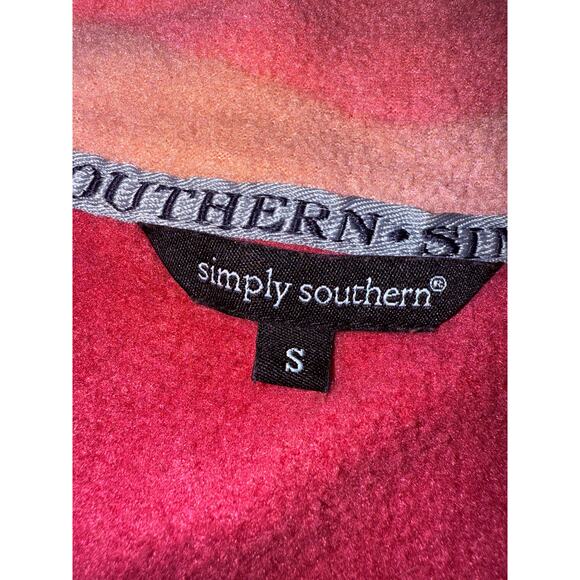 OUTHERN • SI
simply southern®
S